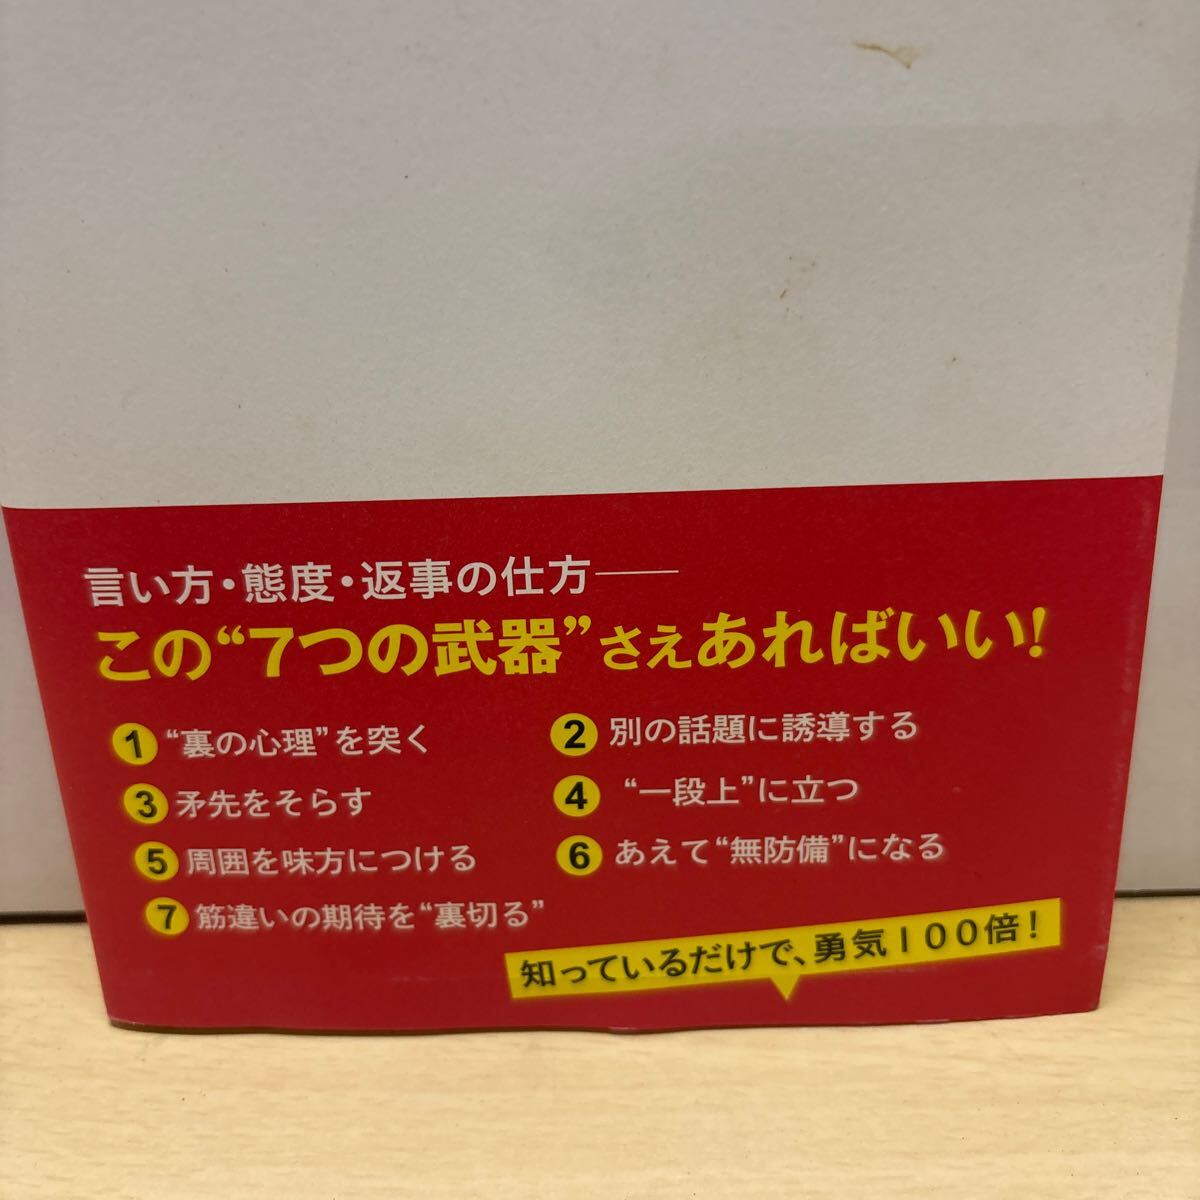 言い方・態度・返事の仕方――
この“7つの武器”さえあればいい!
1 “裏の心理”を突く
2 別の話題に誘導する
3 矛先をそらす
4 “一段上”に立つ
5 周囲を味方につける
6 あえて“無防備”になる
7 筋違いの期待を“裏切る”
知っているだけで、勇気100倍!